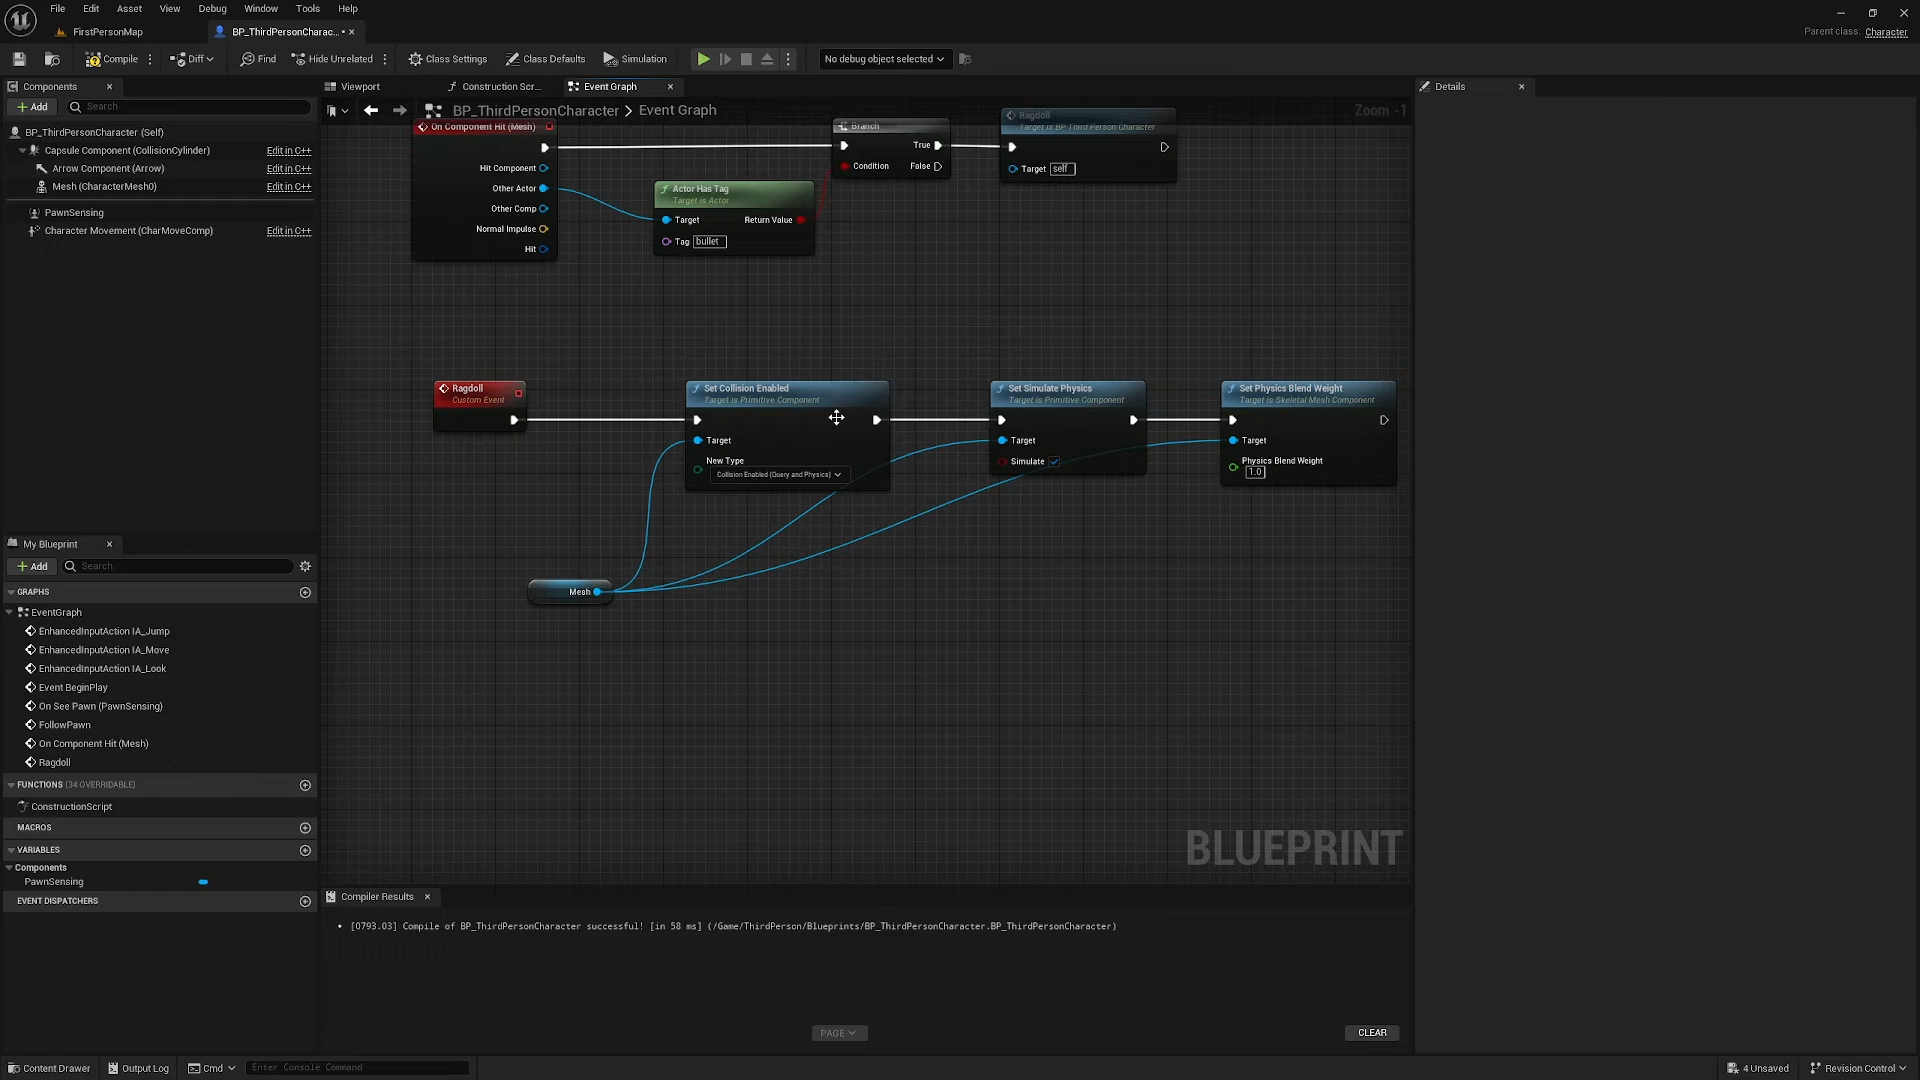 File Edit Asset View Debug Window Tools Help
FirstPersonMap
BP_ThirdPersonCharac...
Parent class: Character
Compile Diff Find Hide Unrelated Class Settings Class Defaults Simulation No debug object selected
Components
Viewport Construction Scr... Event Graph
Details
Add Search
BP_ThirdPersonCharacter > Event Graph
Zoom -1
BP_ThirdPersonCharacter (Self)
Capsule Component (CollisionCylinder) Edit in C++
Arrow Component (Arrow) Edit in C++
Mesh (CharacterMesh0) Edit in C++
PawnSensing
Character Movement (CharMoveComp) Edit in C++
On Component Hit (Mesh)
Hit Component
Other Actor
Other Comp
Normal Impulse
Hit
Actor Has Tag
Target is Actor
Target Return Value
Tag bullet
Branch
True
Condition False
Ragdoll
Target is BP Third Person Character
Target self
Ragdoll
Custom Event
Set Collision Enabled
Target is Primitive Component
Target
New Type
Collision Enabled (Query and Physics)
Set Simulate Physics
Target is Primitive Component
Target
Simulate
Set Physics Blend Weight
Target is Skeletal Mesh Component
Target
Physics Blend Weight
1.0
Mesh
BLUEPRINT
My Blueprint
Add Search
GRAPHS
EventGraph
EnhancedInputAction IA_Jump
EnhancedInputAction IA_Move
EnhancedInputAction IA_Look
Event BeginPlay
On See Pawn (PawnSensing)
FollowPawn
On Component Hit (Mesh)
Ragdoll
FUNCTIONS (34 OVERRIDABLE)
ConstructionScript
MACROS
VARIABLES
Components
PawnSensing
EVENT DISPATCHERS
Compiler Results
[0793.03] Compile of BP_ThirdPersonCharacter successful! [in 58 ms] (/Game/ThirdPerson/Blueprints/BP_ThirdPersonCharacter.BP_ThirdPersonCharacter)
PAGE
CLEAR
Content Drawer Output Log Cmd Enter Console Command
4 Unsaved Revision Control